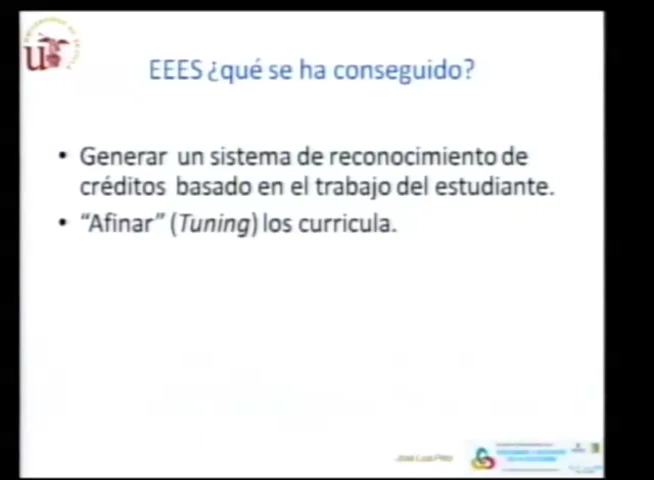 EEES ¿qué se ha conseguido?
• Generar un sistema de reconocimiento de
créditos basado en el trabajo del estudiante.
• “Afinar” (Tuning) los curricula.